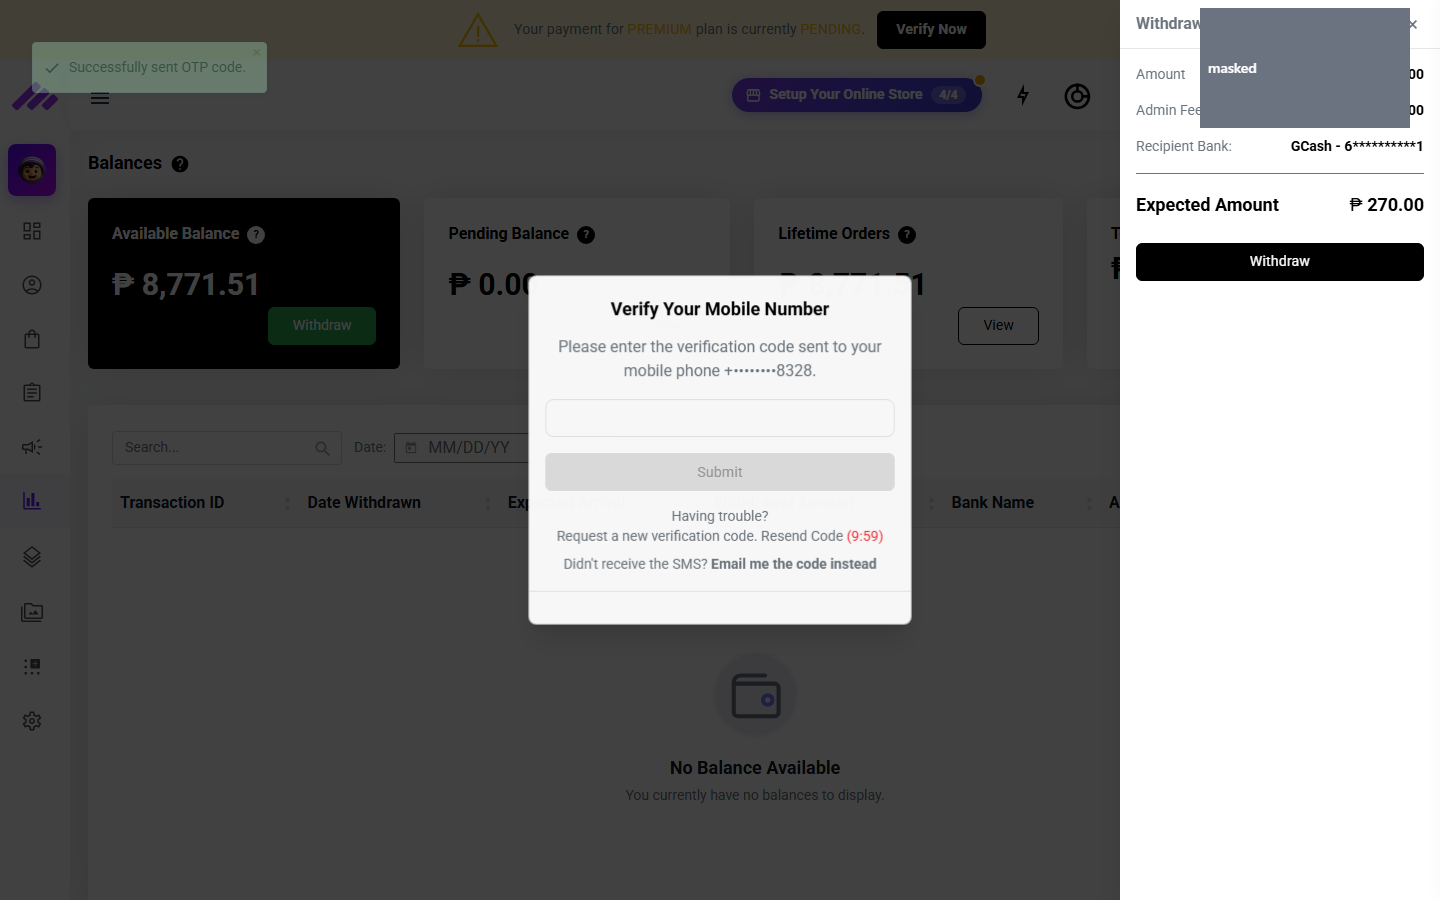 Your payment for PREMIUM plan is currently PENDING.
Verify Now
Successfully sent OTP code.
Setup Your Online Store 4/4
Balances
Available Balance
₱ 8,771.51
Withdraw
Pending Balance
₱ 0.00
Lifetime Orders
₱ 8,771.51
View
T
₱
Search...
Date:
MM/DD/YY
Transaction ID
Date Withdrawn
Bank Name
A
Verify Your Mobile Number
Please enter the verification code sent to your
mobile phone +••••••••8328.
Submit
Having trouble?
Request a new verification code. Resend Code (9:59)
Didn't receive the SMS? Email me the code instead
No Balance Available
You currently have no balances to display.
Withdraw
masked
Amount
00
Admin Fee
00
Recipient Bank:
GCash - 6**********1
Expected Amount
₱ 270.00
Withdraw